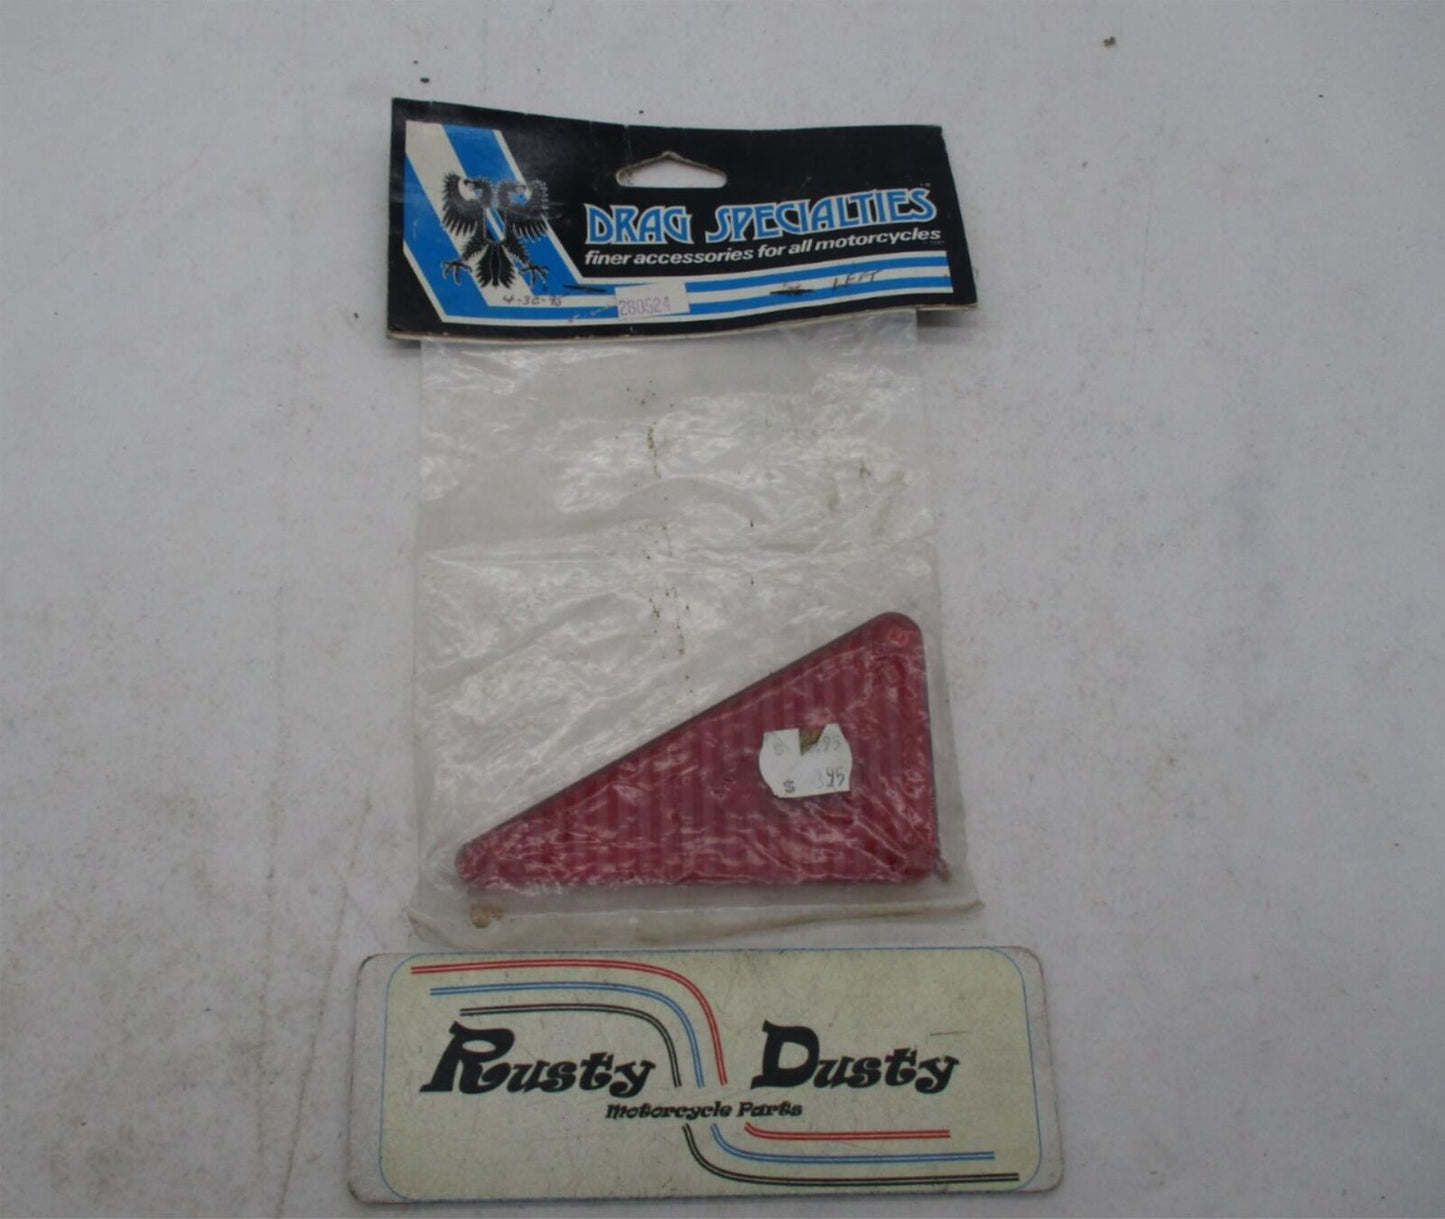 DRAG SPECIALTIES
finer accessories for all motorcycles
LEFT
280524
Rusty Dusty
Motorcycle Parts